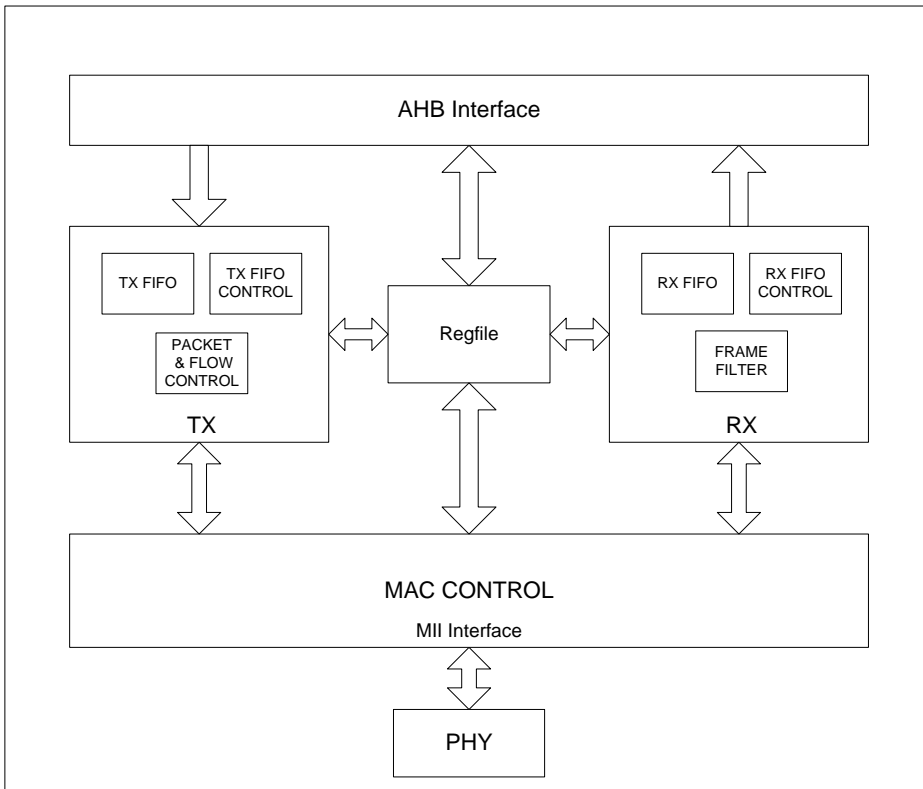 AHB Interface
TX FIFO
TX FIFO
CONTROL
PACKET
& FLOW
CONTROL
TX
Regfile
RX FIFO
RX FIFO
CONTROL
FRAME
FILTER
RX
MAC CONTROL
MII Interface
PHY